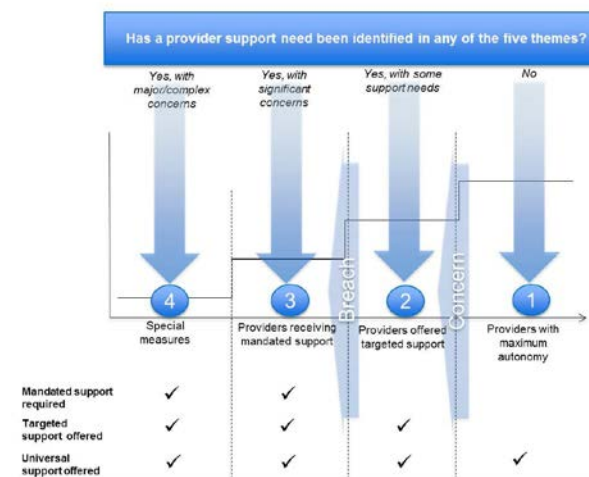 Has a provider support need been identified in any of the five themes?
Yes, with
major/complex
concerns
Yes, with
significant
concerns
Yes, with some
support needs
No
Breach
Concern
4
3
2
1
Special
measures
Providers receiving
mandated support
Providers offered
targeted support
Providers with
maximum
autonomy
Mandated support
required
✓ ✓
Targeted
support offered
✓ ✓ ✓
Universal
support offered
✓ ✓ ✓ ✓